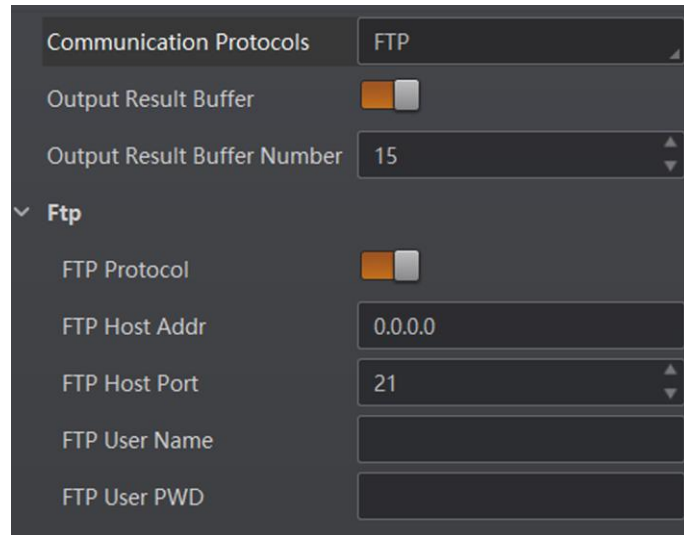 Communication Protocols FTP
Output Result Buffer
Output Result Buffer Number 15
Ftp
FTP Protocol
FTP Host Addr 0.0.0.0
FTP Host Port 21
FTP User Name
FTP User PWD